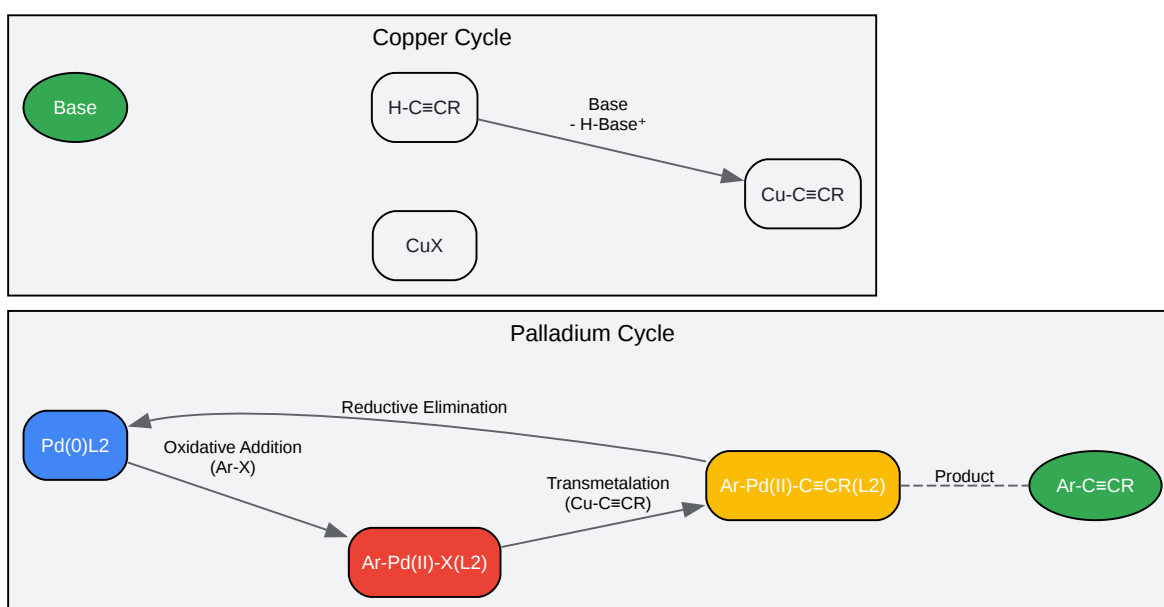 Copper Cycle
Base
H-C≡CR
Base
- H-Base⁺
Cu-C≡CR
CuX
Palladium Cycle
Reductive Elimination
Pd(0)L2
Oxidative Addition
(Ar-X)
Transmetalation
(Cu-C≡CR)
Ar-Pd(II)-C≡CR(L2)
Product
Ar-C≡CR
Ar-Pd(II)-X(L2)